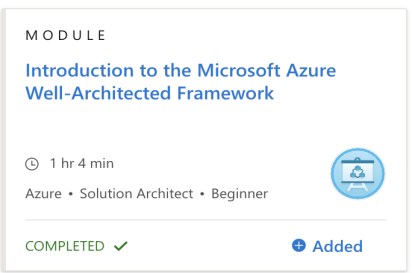 MODULE
Introduction to the Microsoft Azure
Well-Architected Framework
1 hr 4 min
Azure • Solution Architect • Beginner
COMPLETED
Added